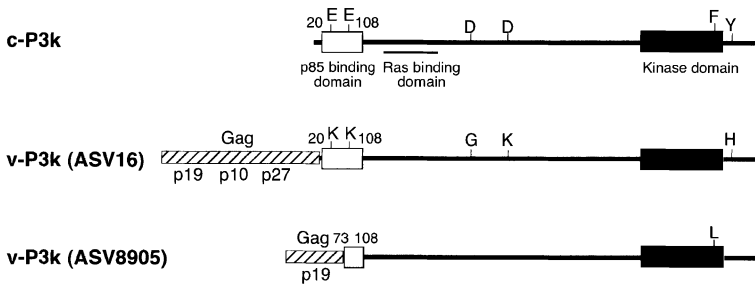 20 E E 108 D D F Y
c-P3k
p85 binding domain Ras binding domain Kinase domain
Gag 20 K K 108 G K H
v-P3k (ASV16)
p19 p10 p27
Gag 73 108 L
v-P3k (ASV8905)
p19